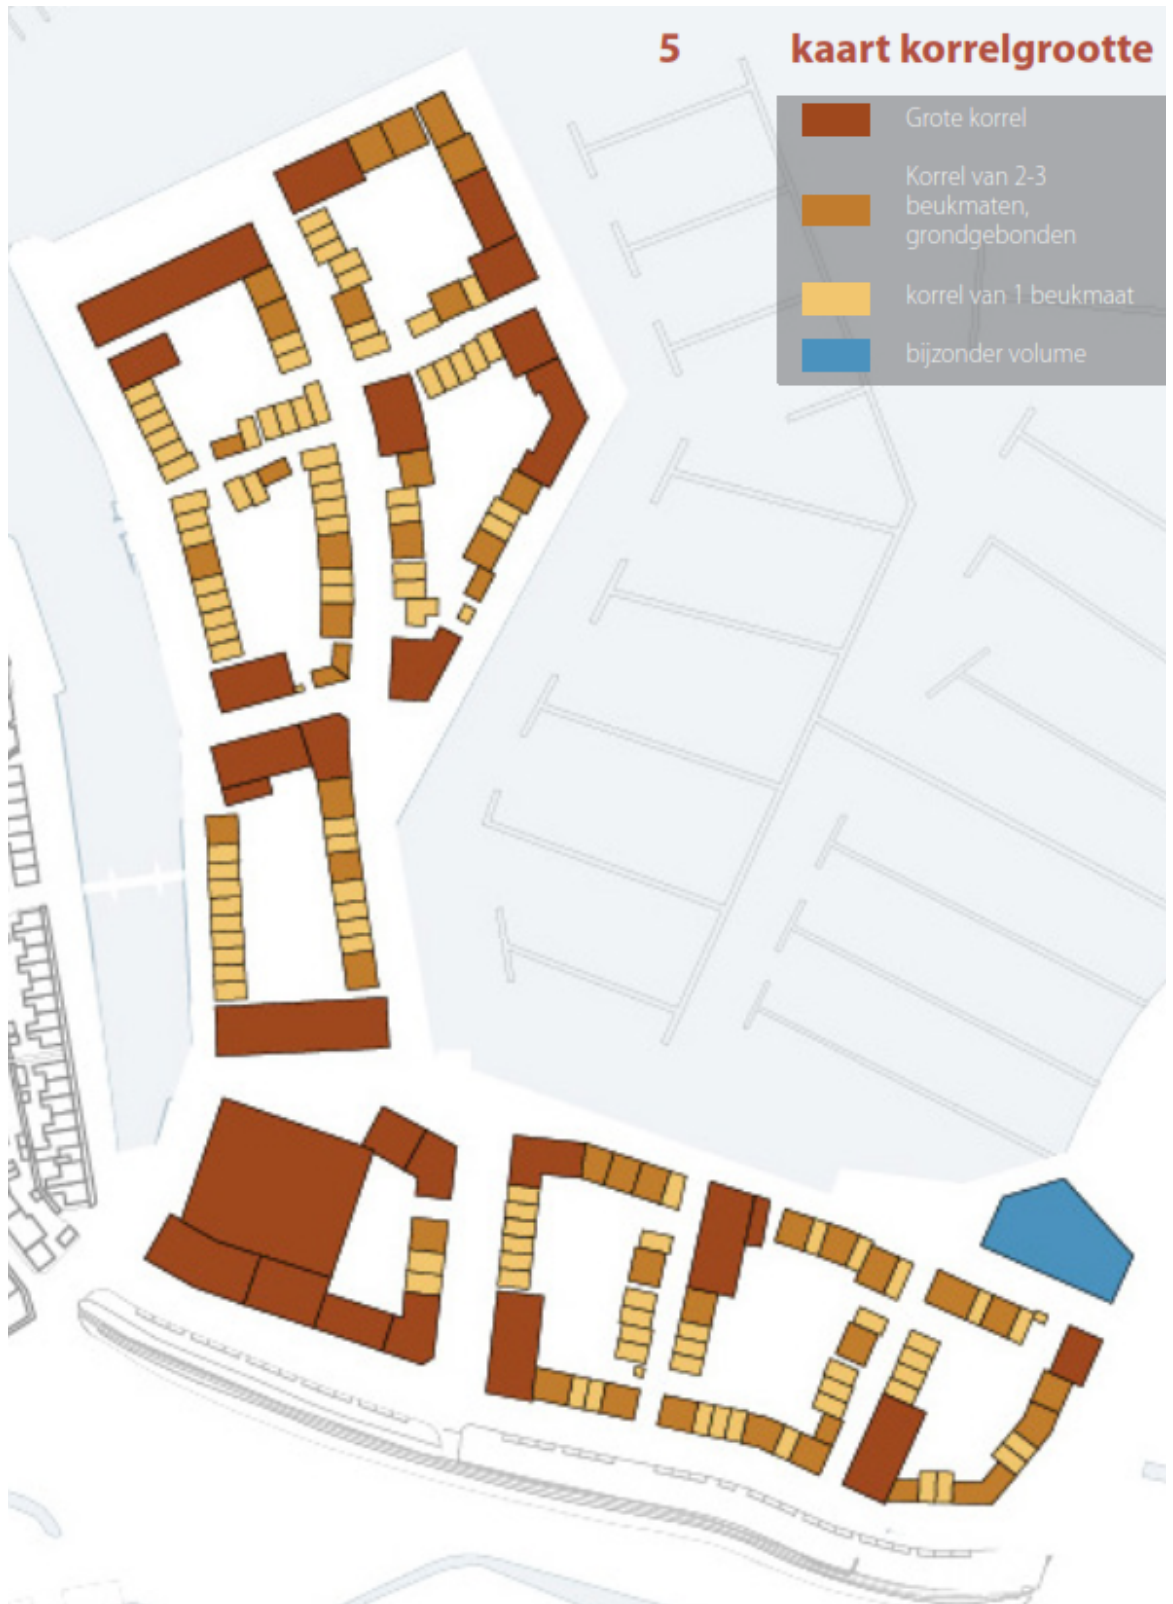 5 kaart korrelgrootte
Grote korrel
Korrel van 2-3
beukmaten,
grondgebonden
korrel van 1 beukmaat
bijzonder volume